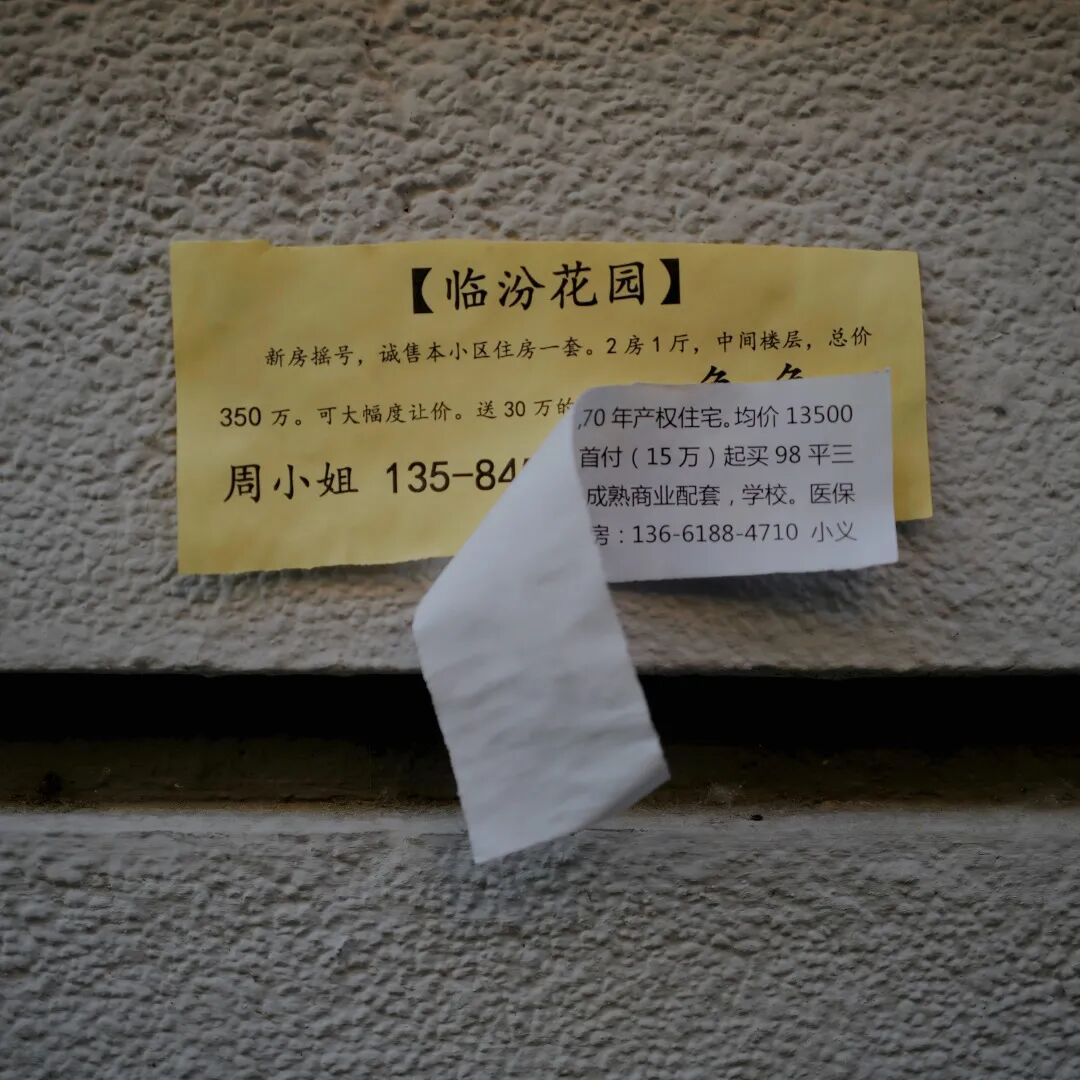 【临汾花园】
新房摇号，诚售本小区住房一套。2房1厅，中间楼层，总价
350万。可大幅度让价。送30万的
周小姐 135-84
,70年产权住宅。均价13500
首付（15万）起买98平三
成熟商业配套，学校。医保
房：136-6188-4710 小义